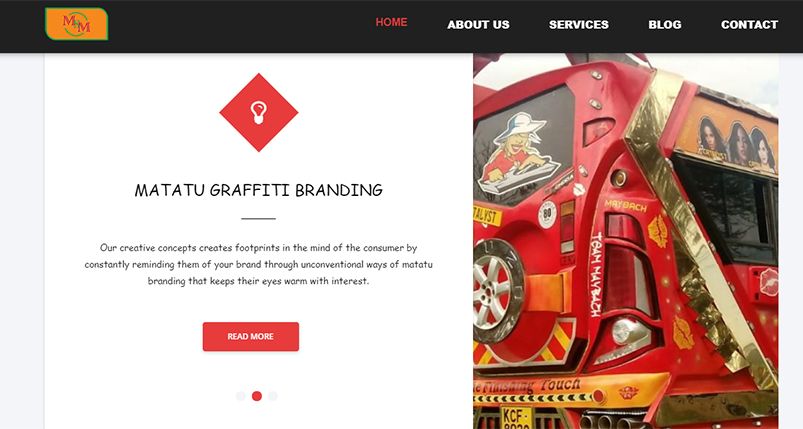 M&M
HOME
ABOUT US
SERVICES
BLOG
CONTACT
MATATU GRAFFITI BRANDING
Our creative concepts creates footprints in the mind of the consumer by
constantly reminding them of your brand through unconventional ways of matatu
branding that keeps their eyes warm with interest.
READ MORE
MAYBACH
80
TEAM MAYBACH
Finishing Touch
KCF